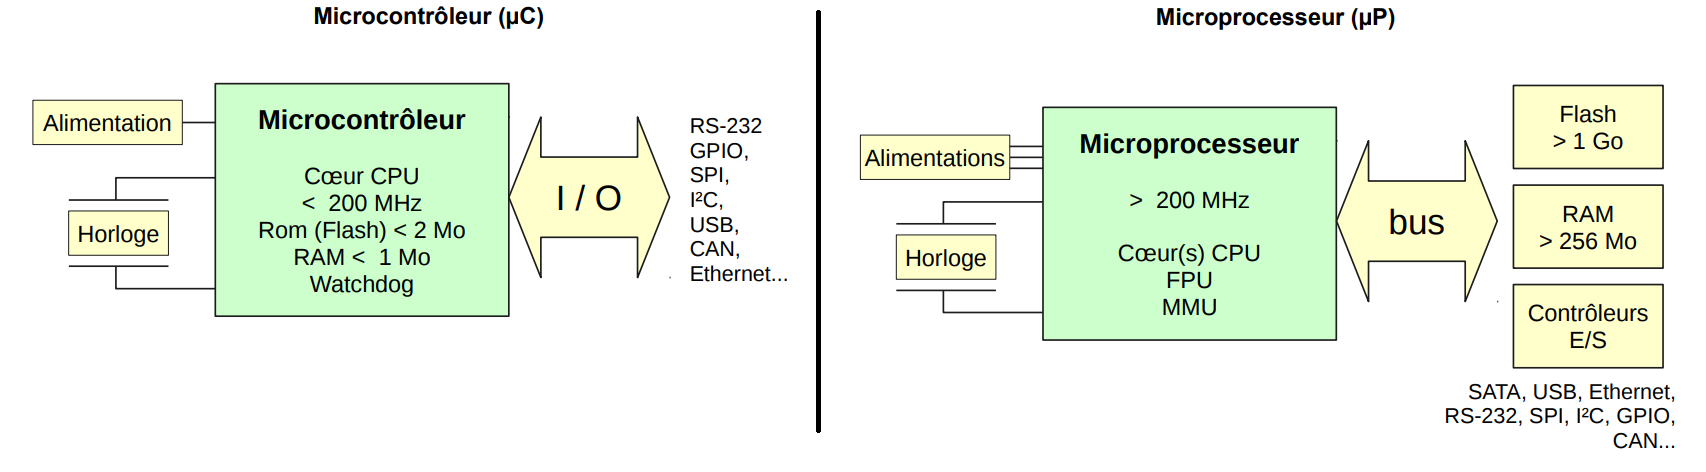 Microcontrôleur (µC)
Alimentation
Horloge
Microcontrôleur
Cœur CPU
< 200 MHz
Rom (Flash) < 2 Mo
RAM < 1 Mo
Watchdog
I / O
RS-232
GPIO,
SPI,
I²C,
USB,
CAN,
Ethernet...
Microprocesseur (µP)
Alimentations
Horloge
Microprocesseur
> 200 MHz
Cœur(s) CPU
FPU
MMU
bus
Flash
> 1 Go
RAM
> 256 Mo
Contrôleurs
E/S
SATA, USB, Ethernet,
RS-232, SPI, I²C, GPIO,
CAN...